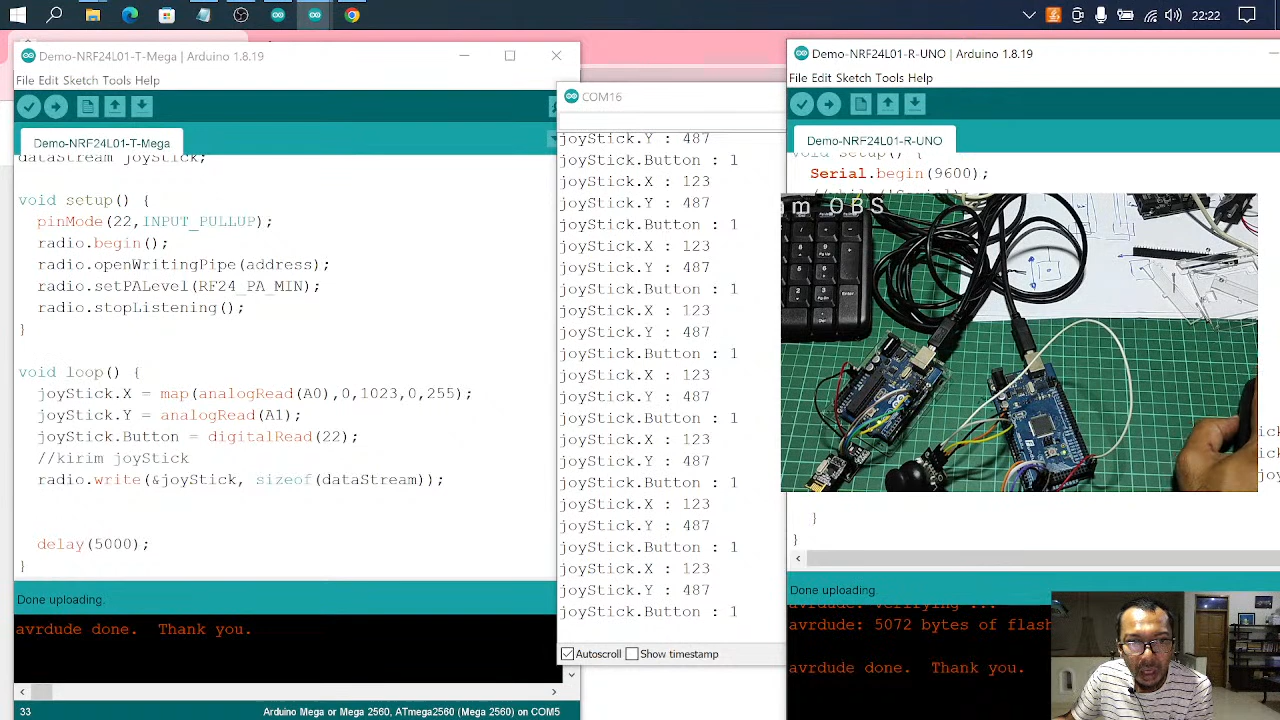 22:22
Demo-NRF24L01-T-Mega | Arduino 1.8.19
File Edit Sketch Tools Help
Demo-NRF24L01-T-Mega
dataStream joyStick;
void setup() {
pinMode(22,INPUT_PULLUP);
radio.begin();
radio.openWritingPipe(address);
radio.setPALevel(RF24_PA_MIN);
radio.stopListening();
}
void loop() {
joyStick.X = map(analogRead(A0),0,1023,0,255);
joyStick.Y = analogRead(A1);
joyStick.Button = digitalRead(22);
//kirim joyStick
radio.write(&joyStick, sizeof(dataStream));
delay(5000);
}
Done uploading.
avrdude done.  Thank you.
33
Arduino Mega or Mega 2560, ATmega2560 (Mega 2560) on COM5
COM16
joyStick.Y : 487
joyStick.Button : 1
joyStick.X : 123
joyStick.Y : 487
joyStick.Button : 1
joyStick.X : 123
joyStick.Y : 487
joyStick.Button : 1
joyStick.X : 123
joyStick.Y : 487
joyStick.Button : 1
joyStick.X : 123
joyStick.Y : 487
joyStick.Button : 1
joyStick.X : 123
joyStick.Y : 487
joyStick.Button : 1
joyStick.X : 123
joyStick.Y : 487
joyStick.Button : 1
joyStick.X : 123
joyStick.Y : 487
joyStick.Button : 1
Autoscroll Show timestamp
Demo-NRF24L01-R-UNO | Arduino 1.8.19
File Edit Sketch Tools Help
Demo-NRF24L01-R-UNO
void setup() {
Serial.begin(9600);
//while(!Serial);
am OBS
}
}
Done uploading.
avrdude: verifying ...
avrdude: 5072 bytes of flash
avrdude done.  Thank you.